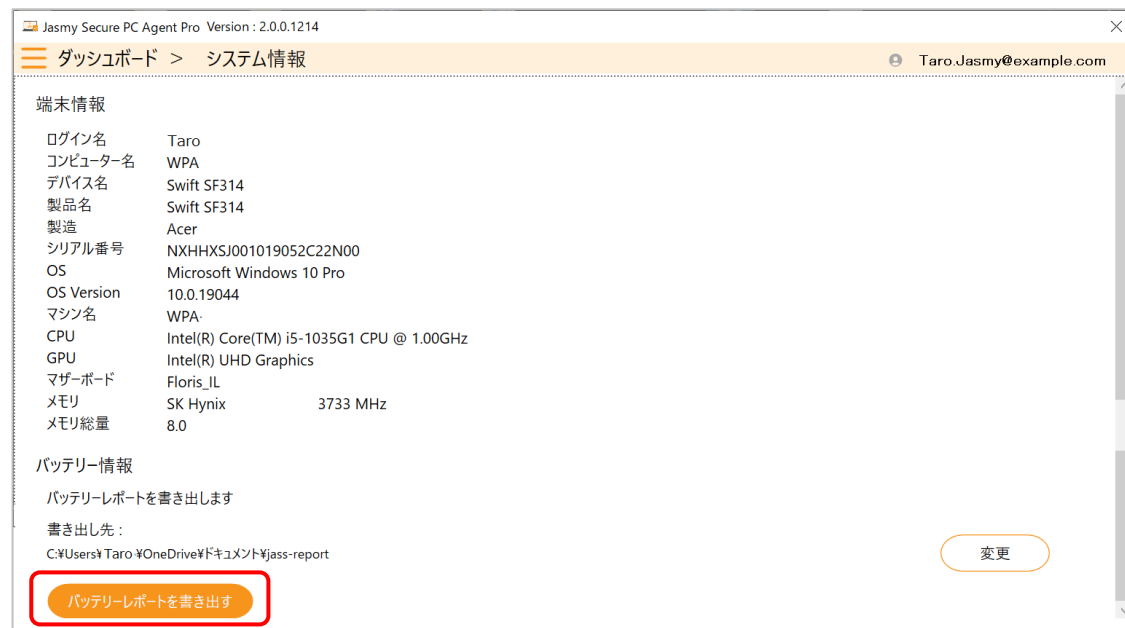 Jasmy Secure PC Agent Pro Version : 2.0.0.1214
ダッシュボード > システム情報 Taro.Jasmy@example.com
端末情報
ログイン名 Taro
コンピューター名 WPA
デバイス名 Swift SF314
製品名 Swift SF314
製造 Acer
シリアル番号 NXHHXSJ001019052C22N00
OS Microsoft Windows 10 Pro
OS Version 10.0.19044
マシン名 WPA-
CPU Intel(R) Core(TM) i5-1035G1 CPU @ 1.00GHz
GPU Intel(R) UHD Graphics
マザーボード Floris_IL
メモリ SK Hynix 3733 MHz
メモリ総量 8.0
バッテリー情報
バッテリーレポートを書き出します
書き出し先 :
C:¥Users¥Taro¥OneDrive¥ドキュメント¥jass-report 変更
バッテリーレポートを書き出す